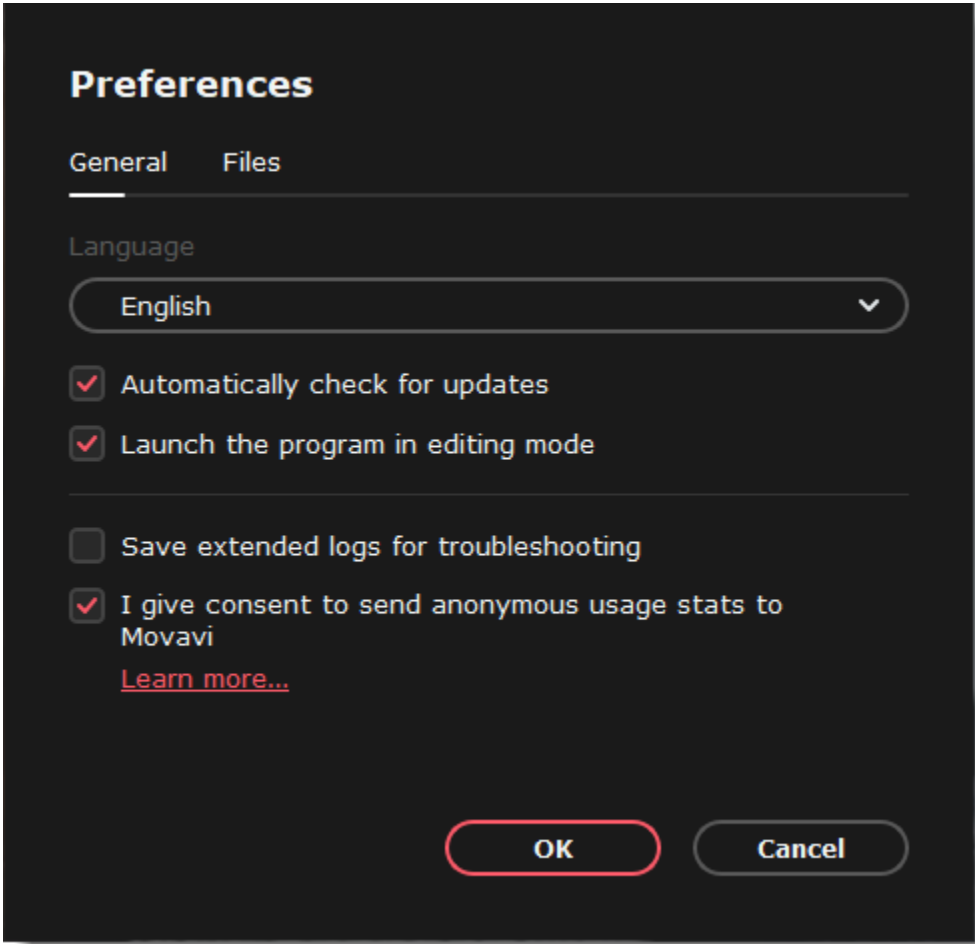 Preferences
General Files
Language
English
Automatically check for updates
Launch the program in editing mode
Save extended logs for troubleshooting
I give consent to send anonymous usage stats to
Movavi
Learn more...
OK Cancel